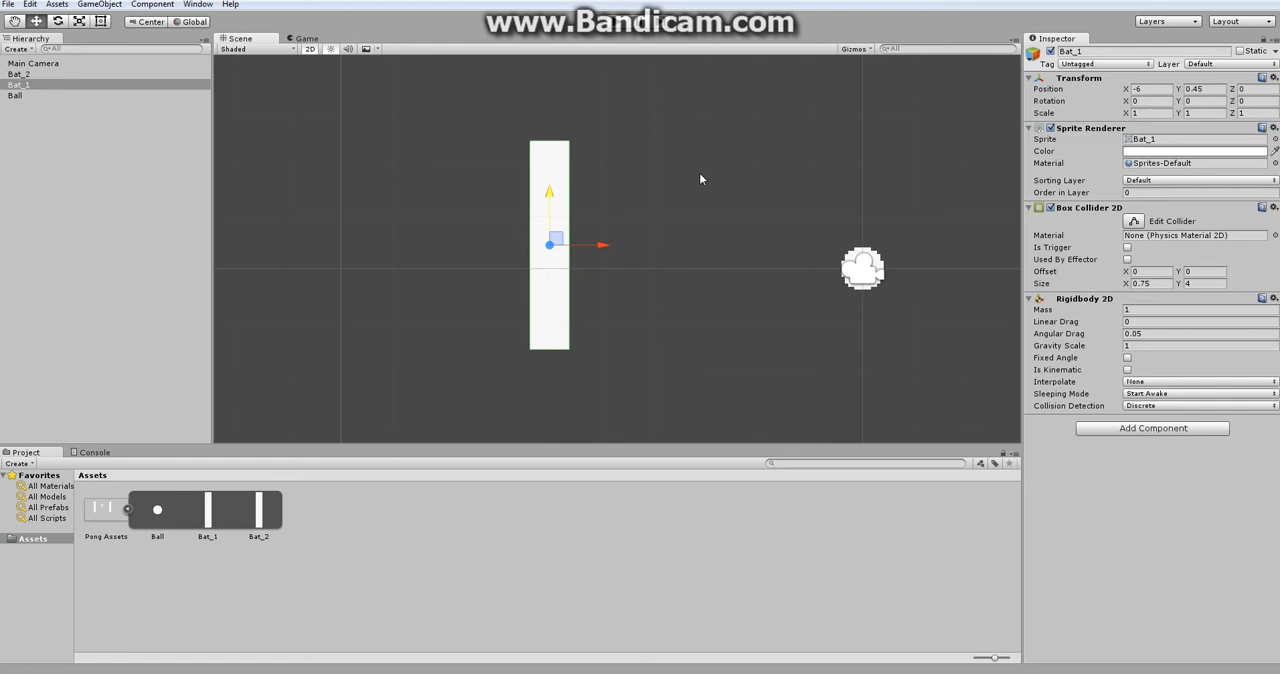 www.Bandicam.com
File Edit Assets GameObject Component Window Help
Center Global Layers Layout
Hierarchy
Create All
Main Camera
Bat_2
Bat_1
Ball
Scene Game
Shaded 2D Gizmos All
Inspector
Bat_1 Static
Tag Untagged Layer Default
Transform
Position X -6 Y 0.45 Z 0
Rotation X 0 Y 0 Z 0
Scale X 1 Y 1 Z 1
Sprite Renderer
Sprite Bat_1
Color
Material Sprites-Default
Sorting Layer Default
Order in Layer 0
Box Collider 2D
Edit Collider
Material None (Physics Material 2D)
Is Trigger
Used By Effector
Offset X 0 Y 0
Size X 0.75 Y 4
Rigidbody 2D
Mass 1
Linear Drag 0
Angular Drag 0.05
Gravity Scale 1
Fixed Angle
Is Kinematic
Interpolate None
Sleeping Mode Start Awake
Collision Detection Discrete
Add Component
Project Console
Create
Favorites
All Materials
All Models
All Prefabs
All Scripts
Assets
Assets
Pong Assets Ball Bat_1 Bat_2